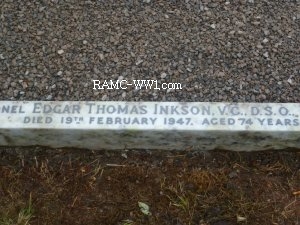 RAMC-WW1.com
NEL EDGAR THOMAS INKSON, V.C., D.S.O.,
DIED 19TH FEBRUARY 1947, AGED 74 YEARS